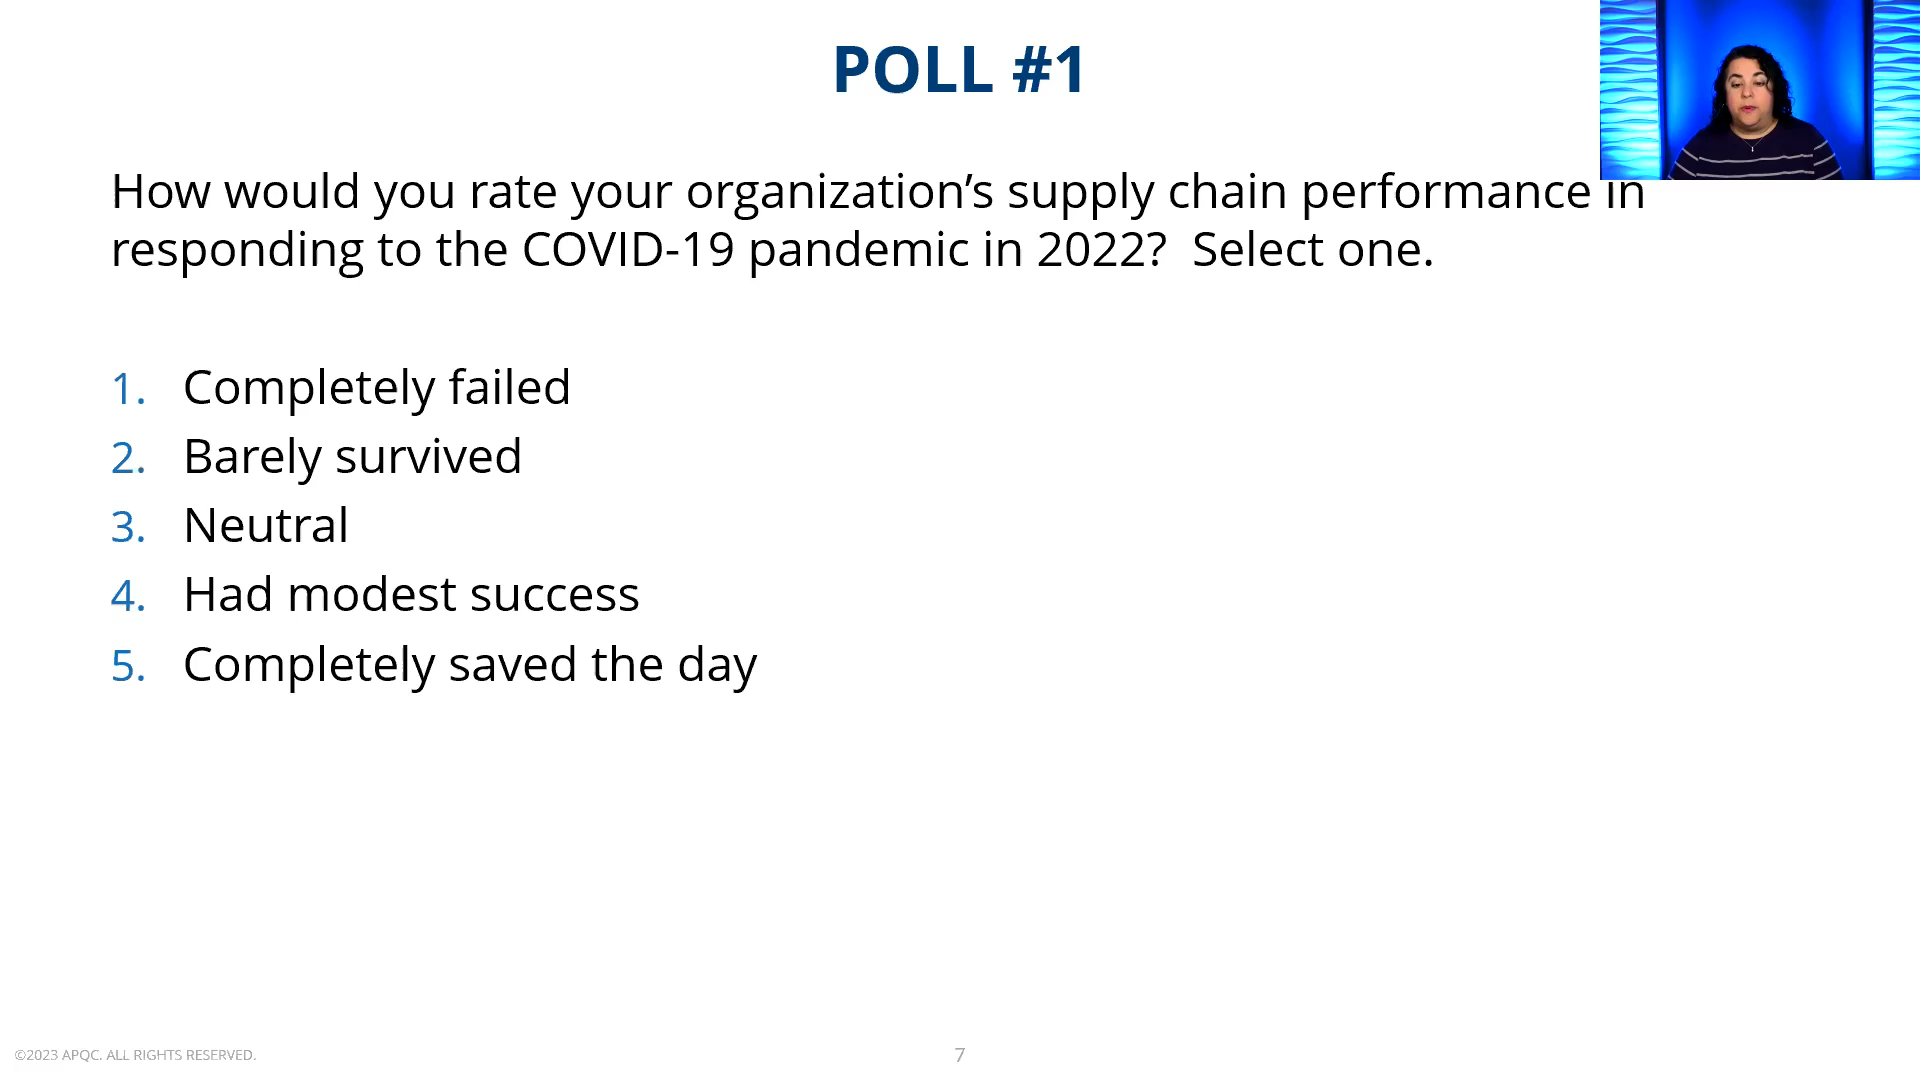 POLL #1
How would you rate your organization’s supply chain performance in
responding to the COVID-19 pandemic in 2022?  Select one.
1. Completely failed
2. Barely survived
3. Neutral
4. Had modest success
5. Completely saved the day
©2023 APQC. ALL RIGHTS RESERVED.
7